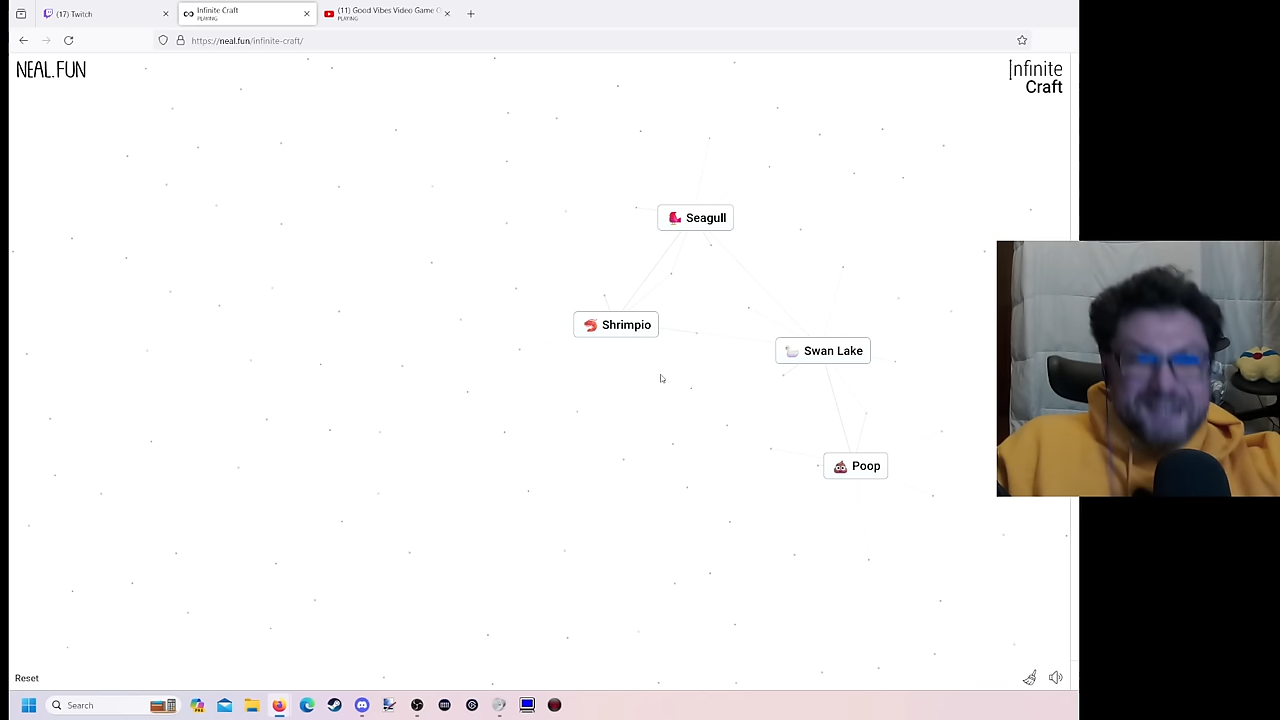 (17) Twitch
Infinite Craft
PLAYING
(11) Good Vibes Video Game
PLAYING
https://neal.fun/infinite-craft/
NEAL.FUN
Infinite
Craft
Seagull
Shrimpio
Swan Lake
Poop
Reset
Search